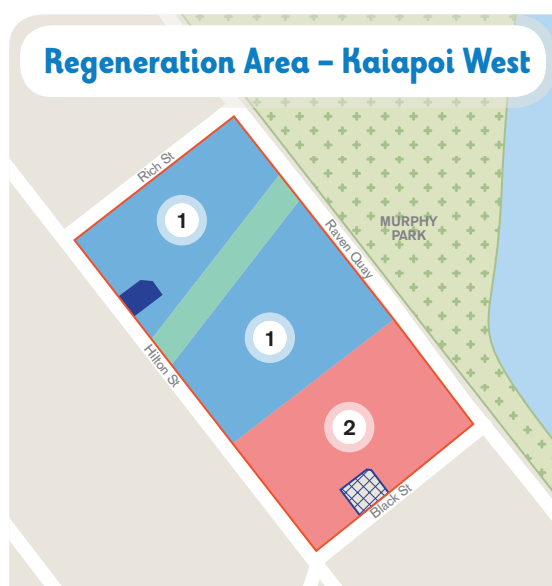 Regeneration Area – Kaiapoi West
Rich St
1
MURPHY
PARK
Raven Quay
1
Hilton St
2
Black St